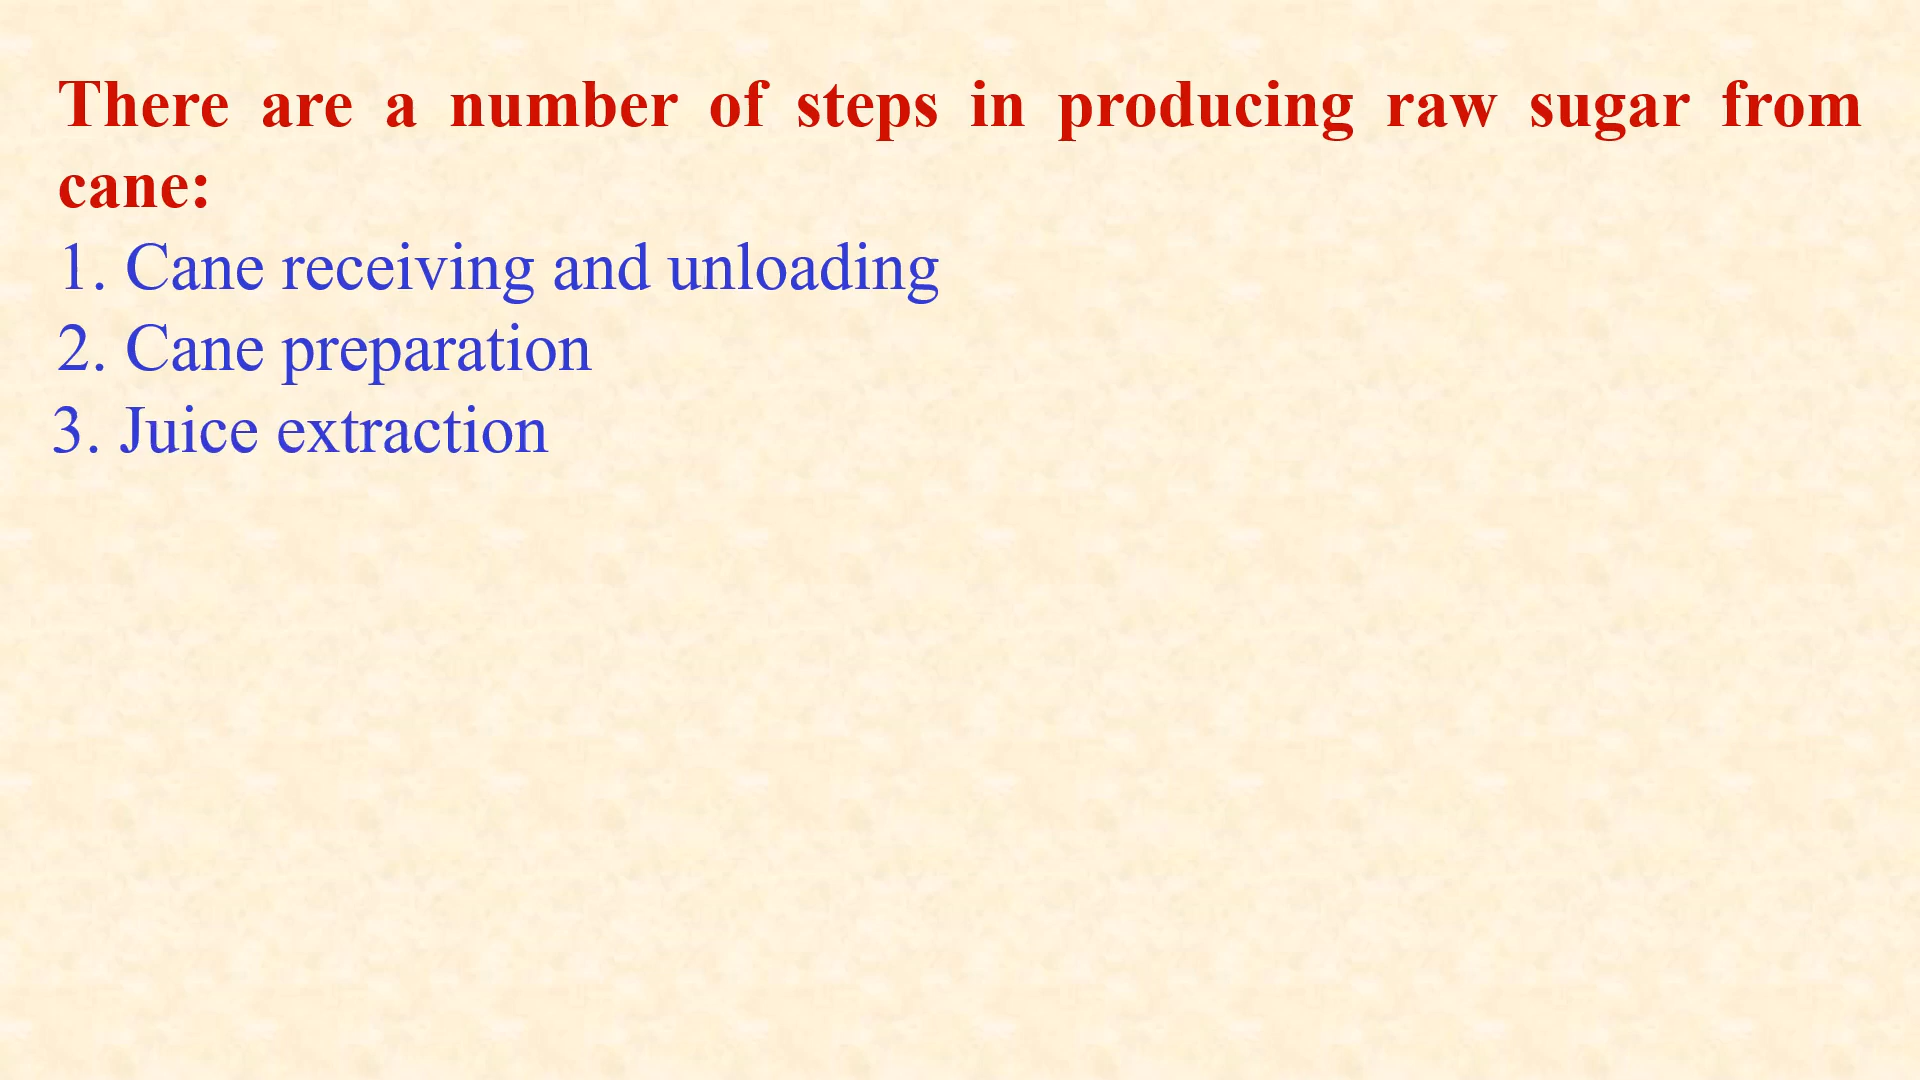 There are a number of steps in producing raw sugar from
cane:
1. Cane receiving and unloading
2. Cane preparation
3. Juice extraction